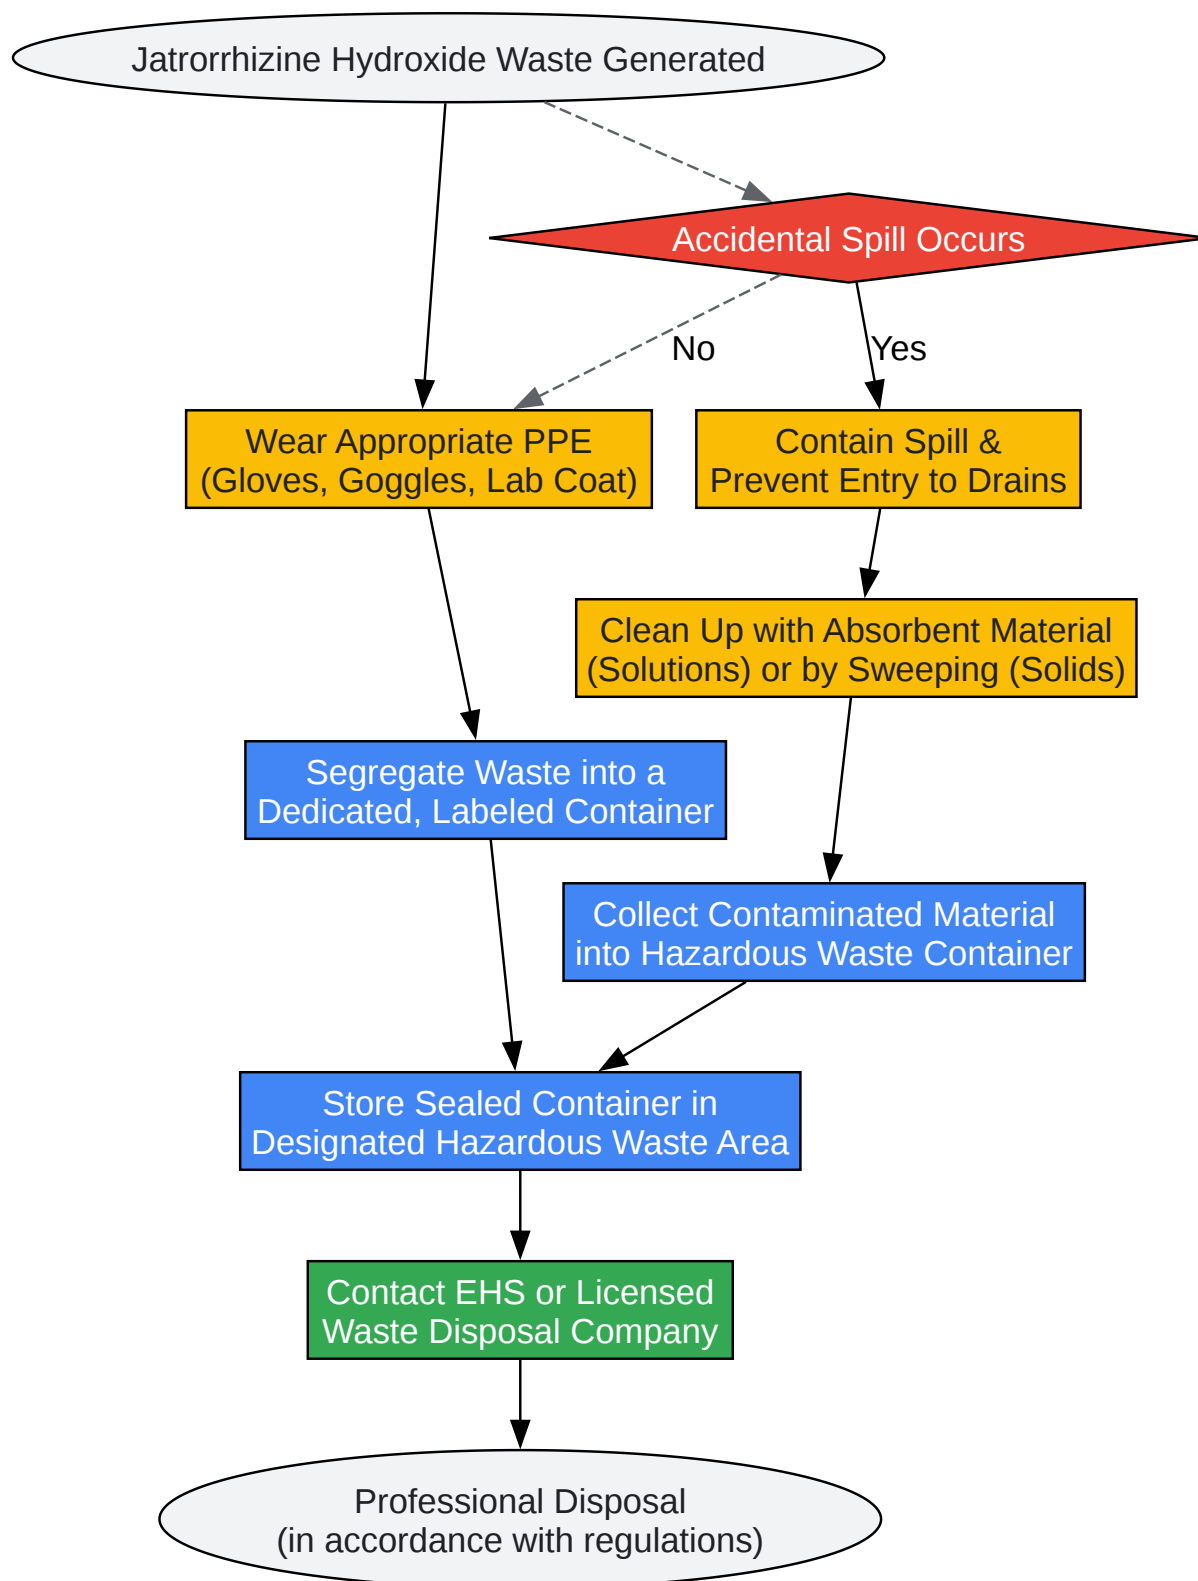 Jatrorrhizine Hydroxide Waste Generated
Accidental Spill Occurs
No
Yes
Wear Appropriate PPE
(Gloves, Goggles, Lab Coat)
Contain Spill &
Prevent Entry to Drains
Clean Up with Absorbent Material
(Solutions) or by Sweeping (Solids)
Segregate Waste into a
Dedicated, Labeled Container
Collect Contaminated Material
into Hazardous Waste Container
Store Sealed Container in
Designated Hazardous Waste Area
Contact EHS or Licensed
Waste Disposal Company
Professional Disposal
(in accordance with regulations)